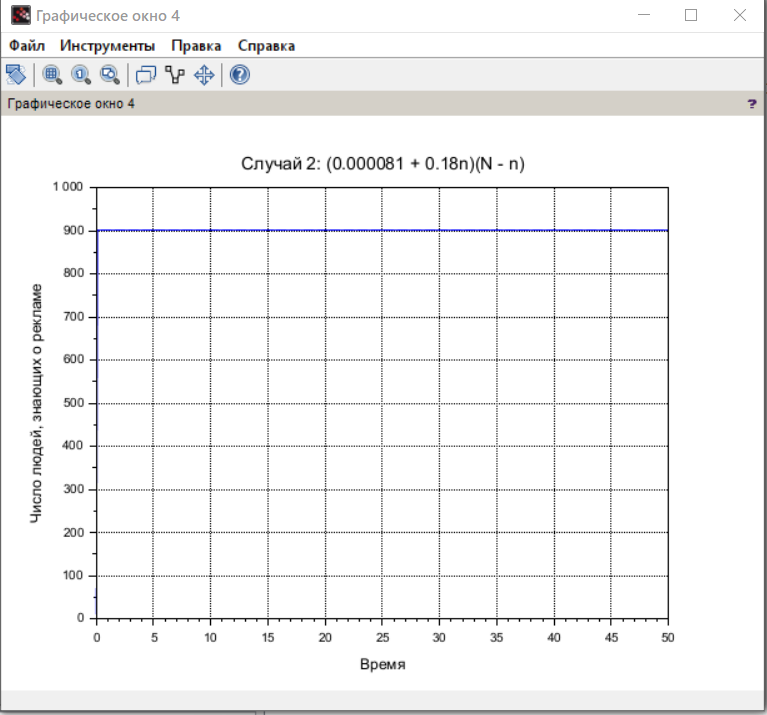 Графическое окно 4
Файл Инструменты Правка Справка
Графическое окно 4 ?
Случай 2: (0.000081 + 0.18n)(N - n)
1 000
900
800
700
600
500
400
300
200
100
0
Число людей, знающих о рекламе
0 5 10 15 20 25 30 35 40 45 50
Время